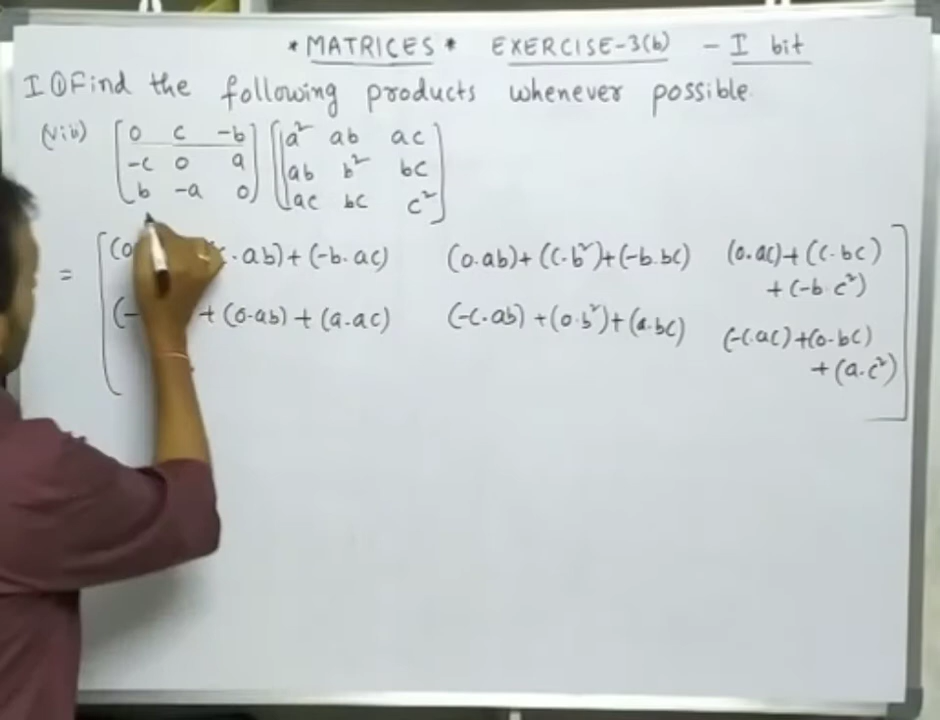 * MATRICES * EXERCISE-3(b) - I bit
I ① Find the following products whenever possible.
(viii) [0 c -b] [a² ab ac]
[-c 0 a] [ab b² bc]
[b -a 0] [ac bc c²]
= [(0 .ab)+(-b.ac) (0.ab)+(c.b²)+(-b.bc) (0.ac)+(c.bc)
+(-b.c²)
(- +(0.ab)+(a.ac) (-c.ab)+(0.b²)+(a.bc) (-c.ac)+(0.bc)
+(a.c²)]